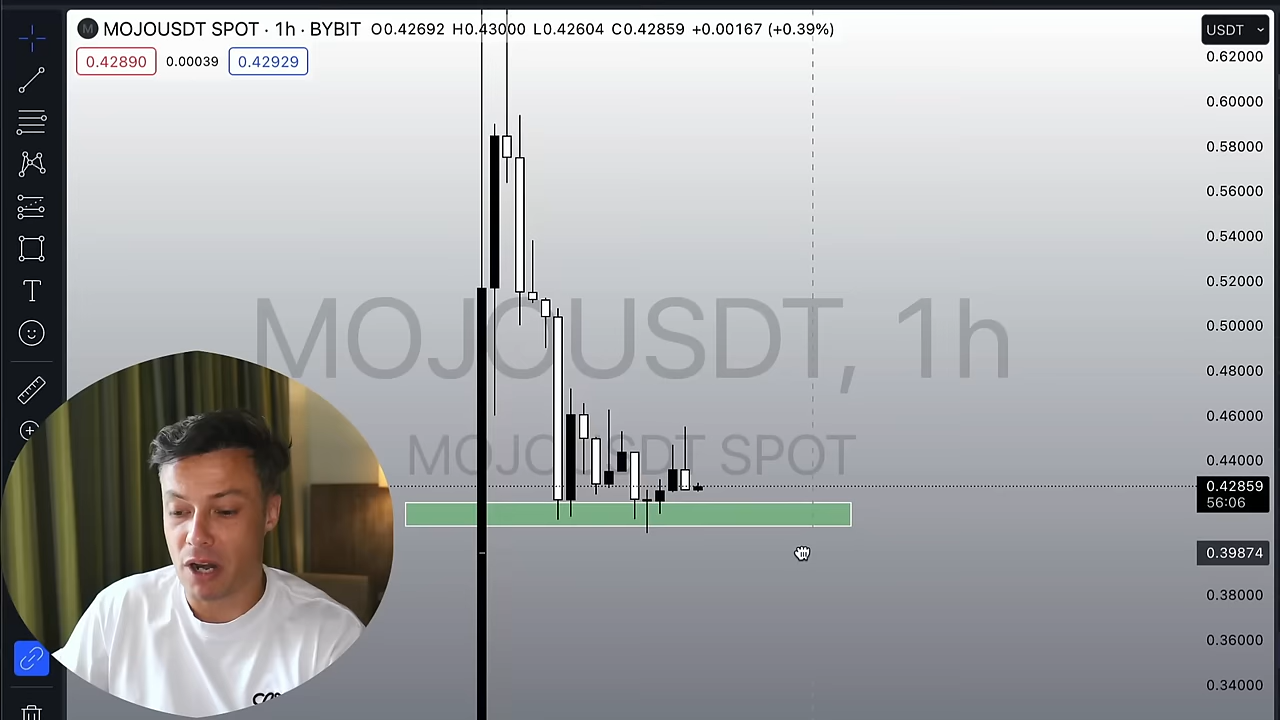 M MOJOUSDT SPOT · 1h · BYBIT O0.42692 H0.43000 L0.42604 C0.42859 +0.00167 (+0.39%)
USDT
0.42890 0.00039 0.42929
0.62000
0.60000
0.58000
0.56000
0.54000
0.52000
0.50000
0.48000
0.46000
0.44000
0.42859
56:06
0.39874
0.38000
0.36000
0.34000
MOJOUSDT, 1h
MOJOUSDT SPOT
T